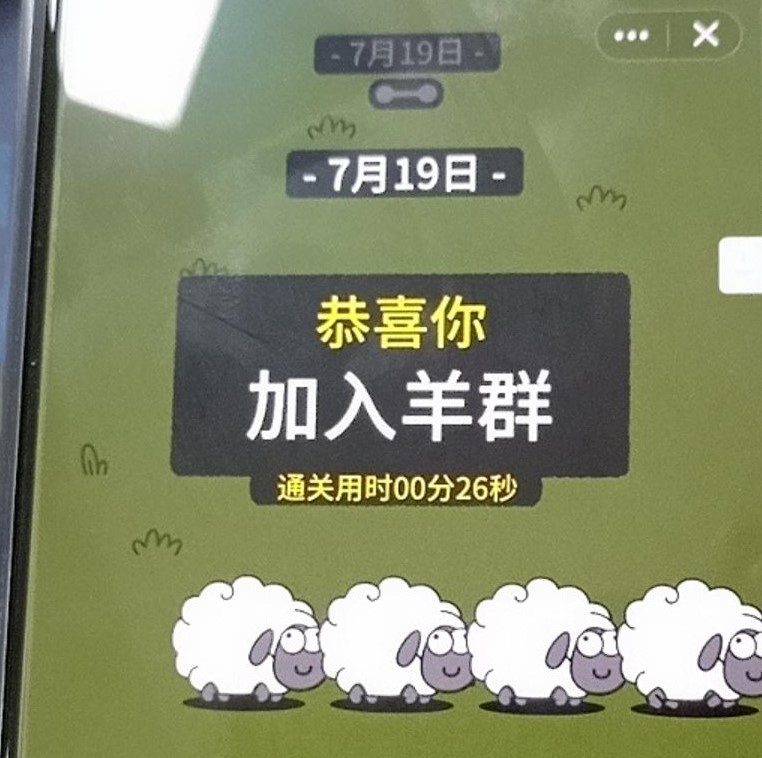 - 7月19日 -
- 7月19日 -
恭喜你
加入羊群
通关用时00分26秒